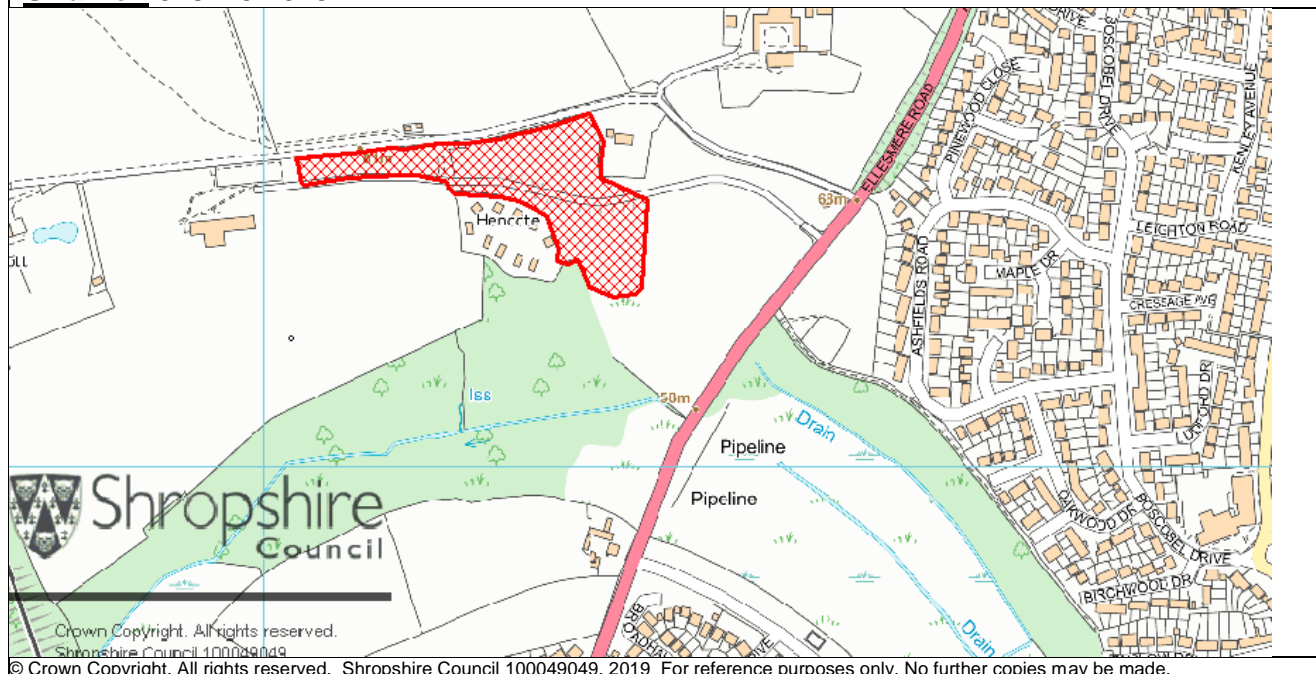 DRIVE
BOSCOBEL DRIVE
PINEWOOD CLOSE
KENLEY AVENUE
ELLESMERE ROAD
63m
LEIGHTON ROAD
Hencote
MAPLE DR
ASHFIELDS ROAD
CRESSAGE AVE
Iss
50m
Drain
Pipeline
Pipeline
OAKWOOD DR
BOSCOBEL DRIVE
BIRCHWOOD DR
Drain
DRIVE
Shropshire
Council
Crown Copyright. All rights reserved.
Shropshire Council 100049049
© Crown Copyright. All rights reserved. Shropshire Council 100049049. 2019 For reference purposes only. No further copies may be made.